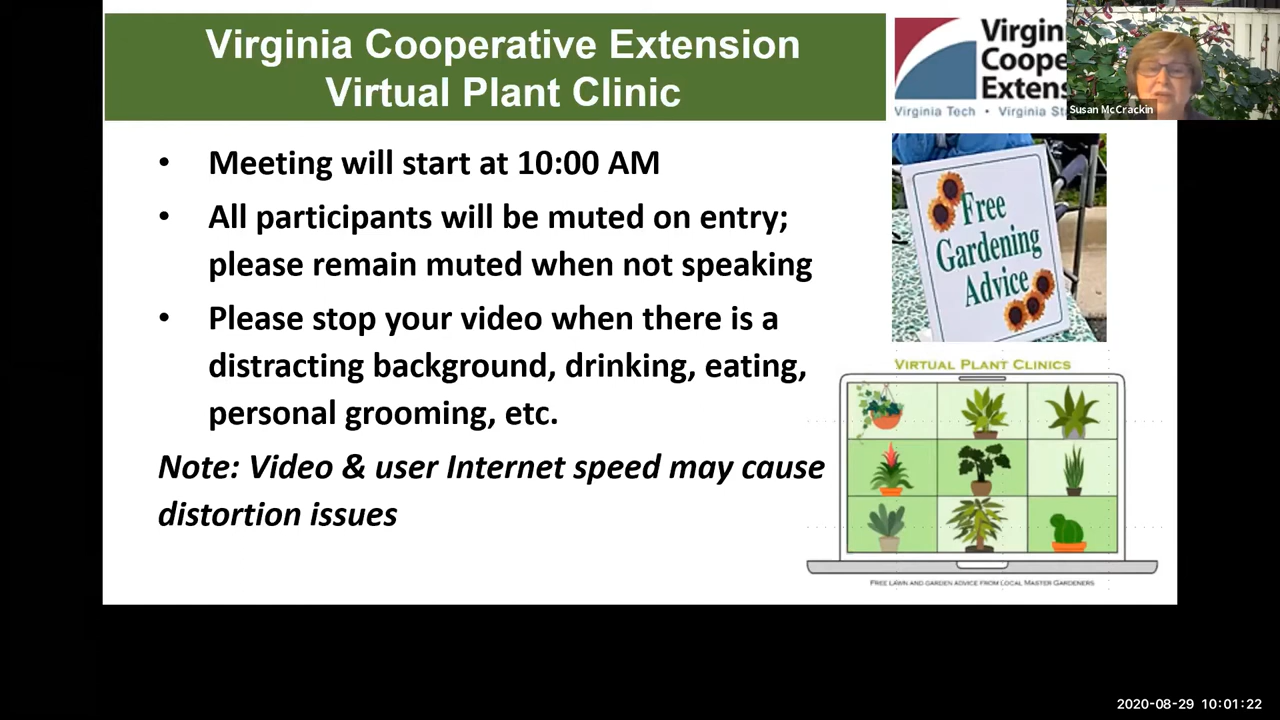 Virginia Cooperative Extension
Virtual Plant Clinic
Virgin
Coope
Extens
Virginia Tech • Virginia St
Susan McCrackin
• Meeting will start at 10:00 AM
• All participants will be muted on entry;
please remain muted when not speaking
• Please stop your video when there is a
distracting background, drinking, eating,
personal grooming, etc.
Note: Video & user Internet speed may cause
distortion issues
Free
Gardening
Advice
VIRTUAL PLANT CLINICS
FREE LAWN AND GARDEN ADVICE FROM LOCAL MASTER GARDENERS
2020-08-29 10:01:22